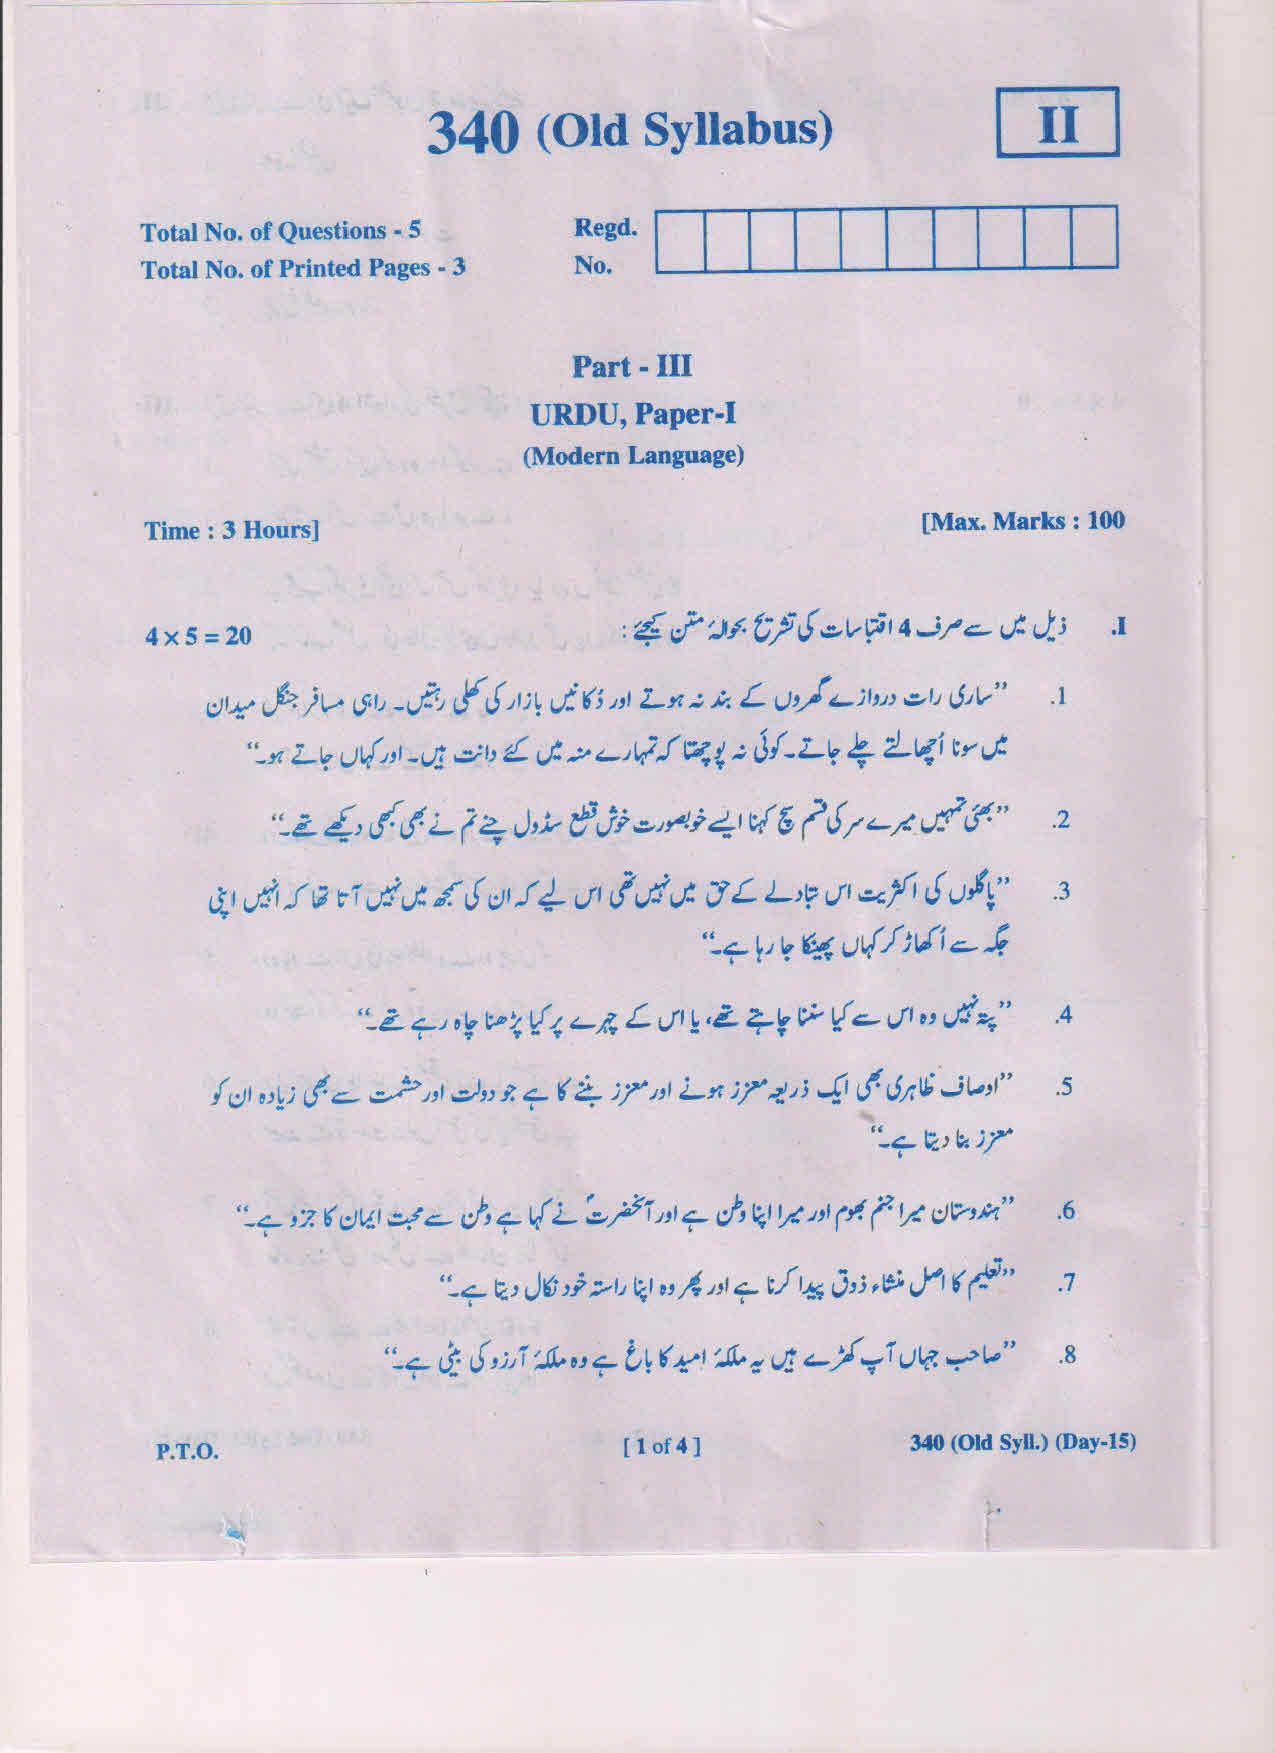 340 (Old Syllabus)
II
Total No. of Questions - 5
Total No. of Printed Pages - 3
Regd.
No.
Part - III
URDU, Paper-I
(Modern Language)
Time : 3 Hours]
[Max. Marks : 100
I. ذیل میں سے صرف 4 اقتباسات کی تشریح بحوالۂ متن کیجئے : 4 × 5 = 20
1. ”ساری رات دروازے گھروں کے بند نہ ہوتے اور دُکانیں بازار کی کھلی رہتیں۔ راہی مسافر جنگل میدان
میں سونا اُچھالتے چلے جاتے۔ کوئی نہ پوچھتا کہ تمہارے منہ میں کئے دانت ہیں۔ اور کہاں جاتے ہو۔“
2. ”بھئی تمہیں میرے سر کی قسم سچ کہنا ایسے خوبصورت خوش قطع سڈول چنے تم نے بھی کبھی دیکھے تھے۔“
3. ”پاگلوں کی اکثریت اس تبادلے کے حق میں نہیں تھی اس لیے کہ ان کی سمجھ میں نہیں آتا تھا کہ انہیں اپنی
جگہ سے اُکھاڑ کر کہاں پھینکا جا رہا ہے۔“
4. ”پتہ نہیں وہ اس سے کیا سننا چاہتے تھے، یا اس کے چہرے پر کیا پڑھنا چاہ رہے تھے۔“
5. ”اوصاف ظاہری بھی ایک ذریعہ معزز ہونے اور معزز بننے کا ہے جو دولت اور حشمت سے بھی زیادہ ان کو
معزز بنا دیتا ہے۔“
6. ”ہندوستان میرا جنم بھوم اور میرا اپنا وطن ہے اور آنحضرتؐ نے کہا ہے وطن سے محبت ایمان کا جزو ہے۔“
7. ”تعلیم کا اصل منشاء ذوق پیدا کرنا ہے اور پھر وہ اپنا راستہ خود نکال دیتا ہے۔“
8. ”صاحب جہاں آپ کھڑے ہیں یہ ملکۂ امید کا باغ ہے وہ ملکۂ آرزو کی بیٹی ہے۔“
P.T.O.
[ 1 of 4 ]
340 (Old Syll.) (Day-15)